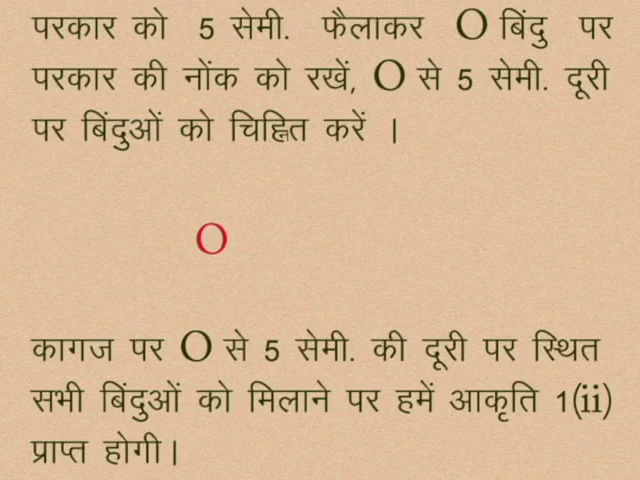 परकार को 5 सेमी. फैलाकर O बिंदु पर
परकार की नोंक को रखें, O से 5 सेमी. दूरी
पर बिंदुओं को चिह्नित करें ।
O
कागज पर O से 5 सेमी. की दूरी पर स्थित
सभी बिंदुओं को मिलाने पर हमें आकृति 1(ii)
प्राप्त होगी।